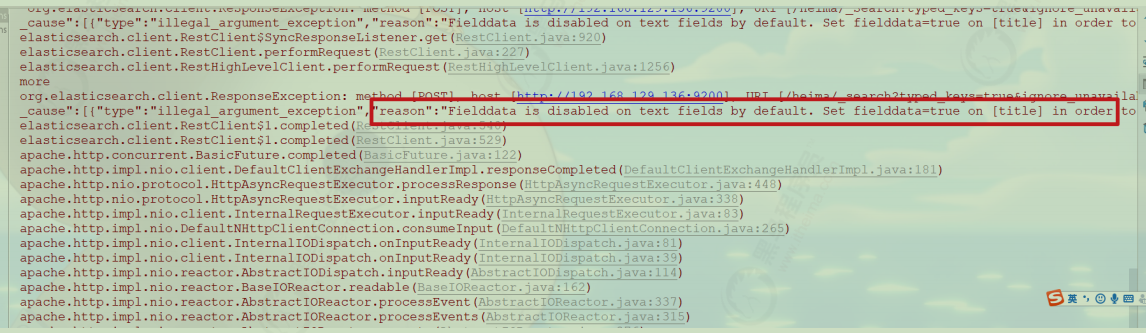 org.elasticsearch.client.ResponseException: method [POST], host [http://192.168.129.136:9200], URI [/heima/_search?typed_keys=true&ignore_unavail
_cause":[{"type":"illegal_argument_exception","reason":"Fielddata is disabled on text fields by default. Set fielddata=true on [title] in order to
elasticsearch.client.RestClient$SyncResponseListener.get(RestClient.java:920)
elasticsearch.client.RestClient.performRequest(RestClient.java:227)
elasticsearch.client.RestHighLevelClient.performRequest(RestHighLevelClient.java:1256)
more
org.elasticsearch.client.ResponseException: method [POST], host [http://192.168.129.136:9200], URI [/heima/_search?typed_keys=true&ignore_unavaila
_cause":[{"type":"illegal_argument_exception","reason":"Fielddata is disabled on text fields by default. Set fielddata=true on [title] in order to
elasticsearch.client.RestClient$1.completed(RestClient.java:540)
elasticsearch.client.RestClient$1.completed(RestClient.java:529)
apache.http.concurrent.BasicFuture.completed(BasicFuture.java:122)
apache.http.impl.nio.client.DefaultClientExchangeHandlerImpl.responseCompleted(DefaultClientExchangeHandlerImpl.java:181)
apache.http.nio.protocol.HttpAsyncRequestExecutor.processResponse(HttpAsyncRequestExecutor.java:448)
apache.http.nio.protocol.HttpAsyncRequestExecutor.inputReady(HttpAsyncRequestExecutor.java:338)
apache.http.impl.nio.client.InternalRequestExecutor.inputReady(InternalRequestExecutor.java:83)
apache.http.impl.nio.DefaultNHttpClientConnection.consumeInput(DefaultNHttpClientConnection.java:265)
apache.http.impl.nio.client.InternalIODispatch.onInputReady(InternalIODispatch.java:81)
apache.http.impl.nio.client.InternalIODispatch.onInputReady(InternalIODispatch.java:39)
apache.http.impl.nio.reactor.AbstractIODispatch.inputReady(AbstractIODispatch.java:114)
apache.http.impl.nio.reactor.BaseIOReactor.readable(BaseIOReactor.java:162)
apache.http.impl.nio.reactor.AbstractIOReactor.processEvent(AbstractIOReactor.java:337)
apache.http.impl.nio.reactor.AbstractIOReactor.processEvents(AbstractIOReactor.java:315)
英